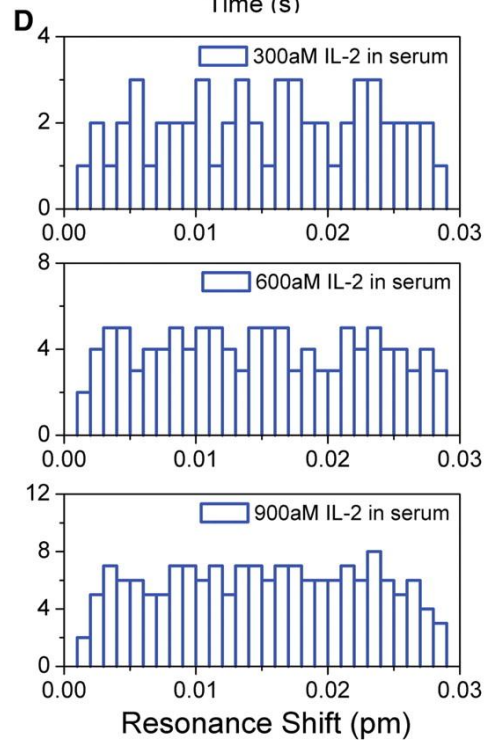 Time (s)
D
4
300aM IL-2 in serum
2
0
0.00 0.01 0.02 0.03
8
600aM IL-2 in serum
4
0
0.00 0.01 0.02 0.03
12
900aM IL-2 in serum
8
4
0
0.00 0.01 0.02 0.03
Resonance Shift (pm)